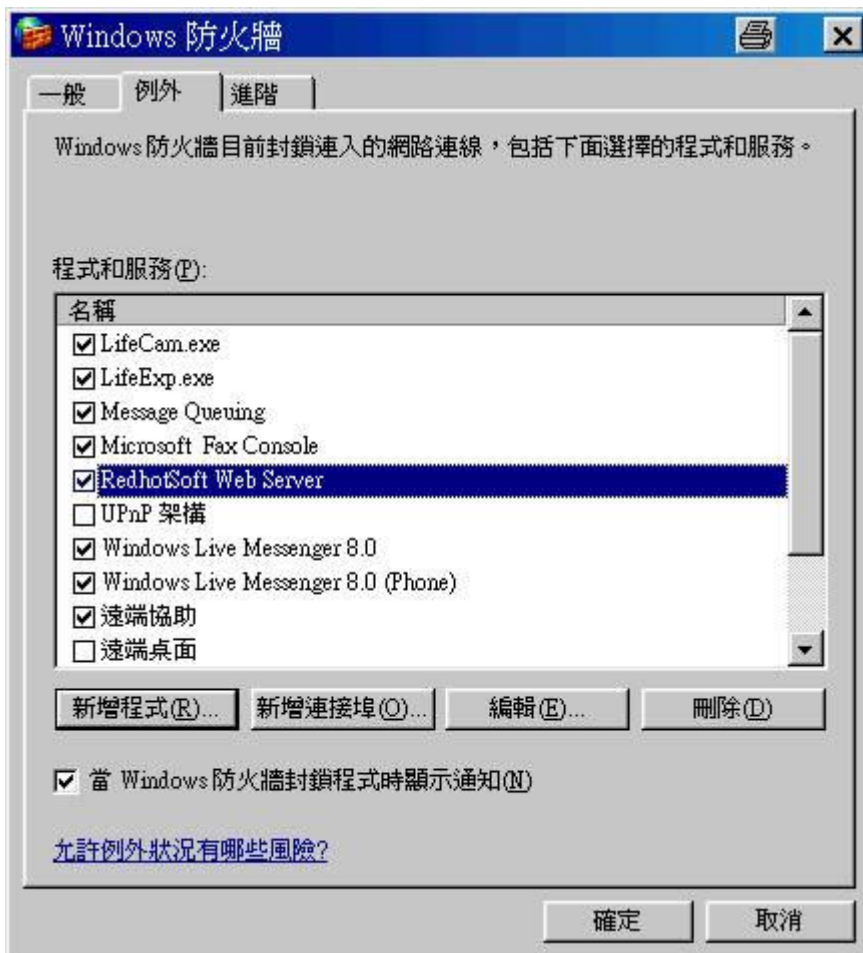 Windows 防火牆
一般 例外 進階
Windows 防火牆目前封鎖連入的網路連線，包括下面選擇的程式和服務。
程式和服務(P):
名稱
LifeCam.exe
LifeExp.exe
Message Queuing
Microsoft Fax Console
RedhotSoft Web Server
UPnP 架構
Windows Live Messenger 8.0
Windows Live Messenger 8.0 (Phone)
遠端協助
遠端桌面
新增程式(R)... 新增連接埠(O)... 編輯(E)... 刪除(D)
當 Windows 防火牆封鎖程式時顯示通知(N)
允許例外狀況有哪些風險?
確定 取消